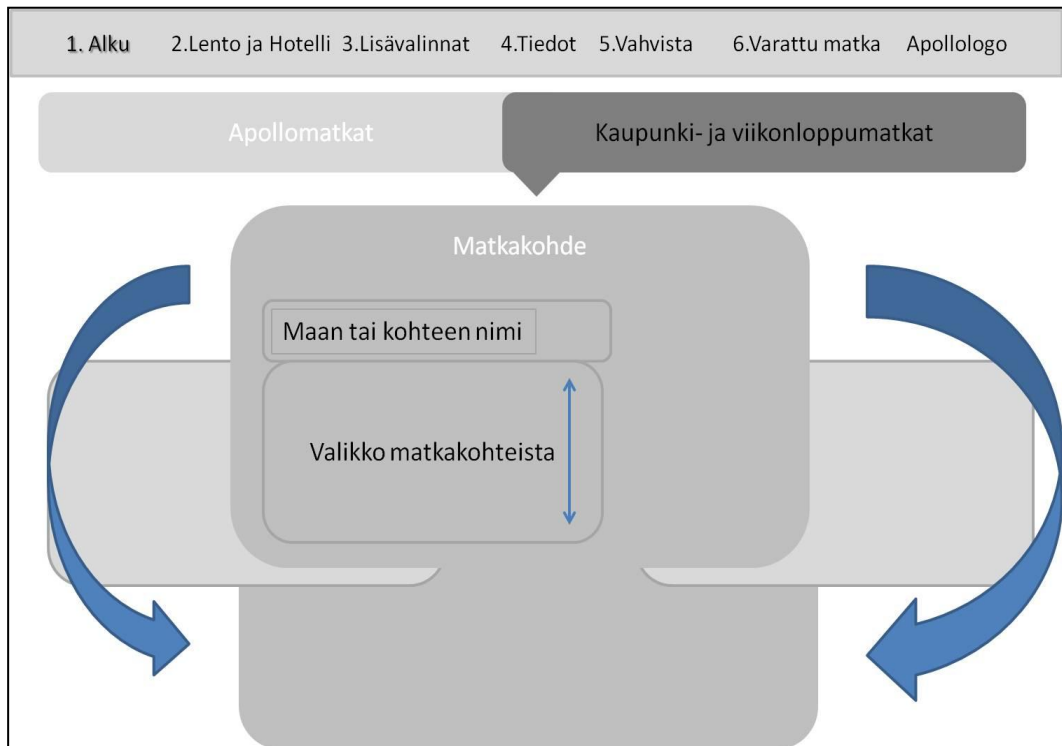 1. Alku 2.Lento ja Hotelli 3.Lisävalinnat 4.Tiedot 5.Vahvista 6.Varattu matka Apollologo
Apollomatkat Kaupunki- ja viikonloppumatkat
Matkakohde
Maan tai kohteen nimi
Valikko matkakohteista